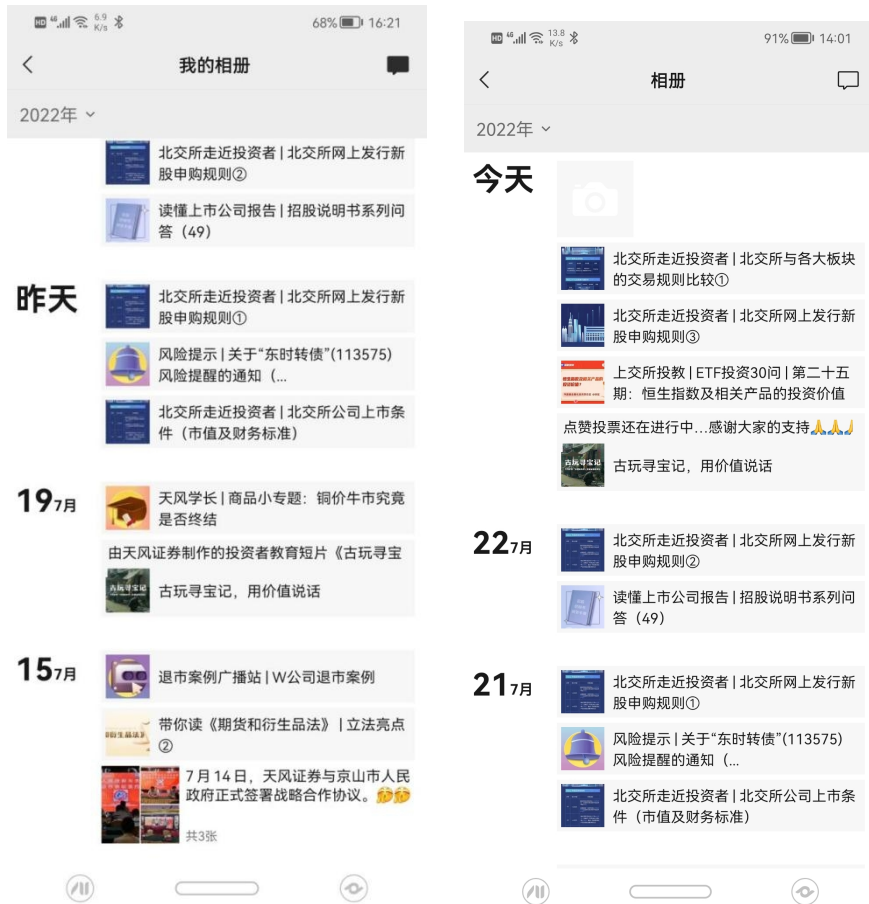 HD 46 6.9 K/s 68% 16:21
我的相册
2022年
北交所走近投资者|北交所网上发行新
股申购规则②
读懂上市公司报告|招股说明书系列问
答（49）
昨天
北交所走近投资者|北交所网上发行新
股申购规则①
风险提示|关于“东时转债”(113575)
风险提醒的通知（...
北交所走近投资者|北交所公司上市条
件（市值及财务标准）
19 7月
天风学长|商品小专题：铜价牛市究竟
是否终结
由天风证券制作的投资者教育短片《古玩寻宝
古玩寻宝记
古玩寻宝记，用价值说话
15 7月
退市案例广播站|W公司退市案例
带你读《期货和衍生品法》|立法亮点
②
7月14日，天风证券与京山市人民
政府正式签署战略合作协议。
共3张
HD 46 13.8 K/s 91% 14:01
相册
2022年
今天
北交所走近投资者|北交所与各大板块
的交易规则比较①
北交所走近投资者|北交所网上发行新
股申购规则③
上交所投教|ETF投资30问|第二十五
期：恒生指数及相关产品的投资价值
点赞投票还在进行中...感谢大家的支持🙏🙏🙏
古玩寻宝记
古玩寻宝记，用价值说话
22 7月
北交所走近投资者|北交所网上发行新
股申购规则②
读懂上市公司报告|招股说明书系列问
答（49）
21 7月
北交所走近投资者|北交所网上发行新
股申购规则①
风险提示|关于“东时转债”(113575)
风险提醒的通知（...
北交所走近投资者|北交所公司上市条
件（市值及财务标准）